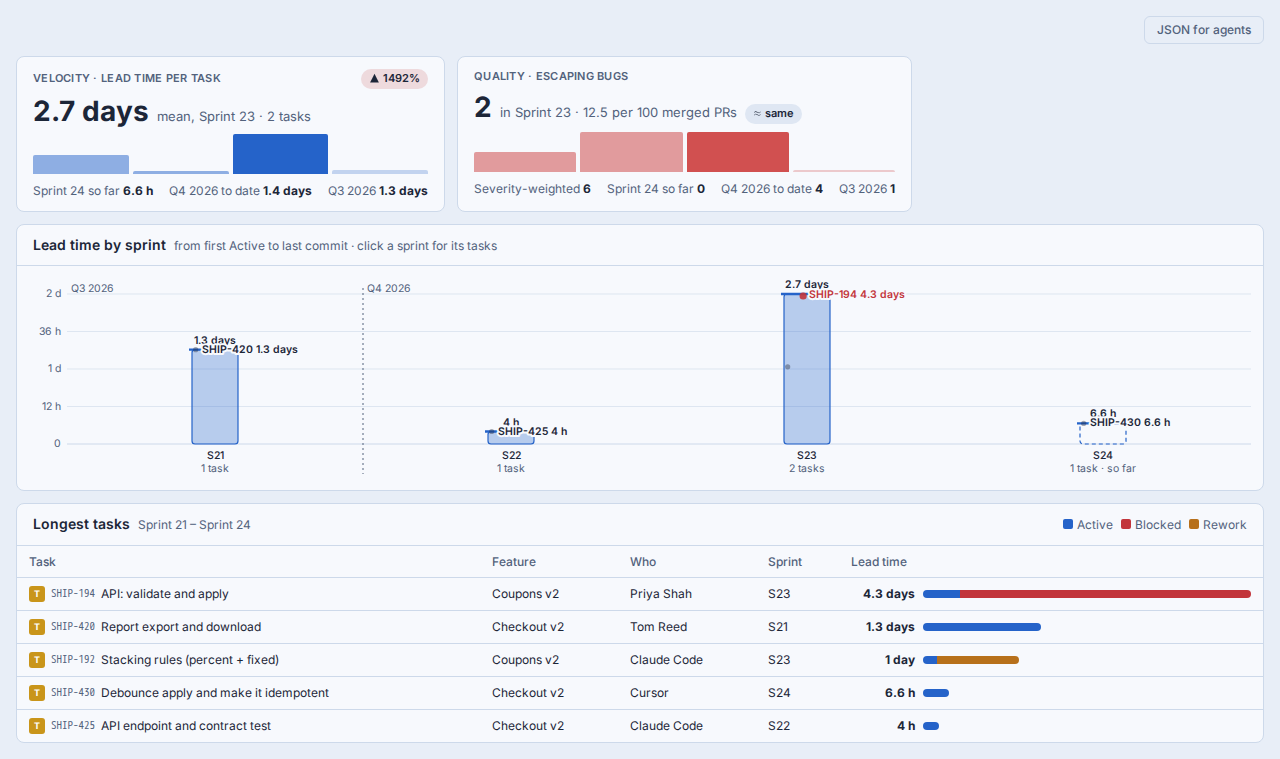 JSON for agents
VELOCITY · LEAD TIME PER TASK
▲ 1492%
2.7 days mean, Sprint 23 · 2 tasks
Sprint 24 so far 6.6 h Q4 2026 to date 1.4 days Q3 2026 1.3 days
QUALITY · ESCAPING BUGS
2 in Sprint 23 · 12.5 per 100 merged PRs ≈ same
Severity-weighted 6 Sprint 24 so far 0 Q4 2026 to date 4 Q3 2026 1
Lead time by sprint from first Active to last commit · click a sprint for its tasks
Q3 2026
Q4 2026
2 d
36 h
1 d
12 h
0
1.3 days
SHIP-420 1.3 days
4 h
SHIP-425 4 h
2.7 days
SHIP-194 4.3 days
6.6 h
SHIP-430 6.6 h
S21
1 task
S22
1 task
S23
2 tasks
S24
1 task · so far
Longest tasks Sprint 21 – Sprint 24
Active Blocked Rework
Task Feature Who Sprint Lead time
T SHIP-194 API: validate and apply Coupons v2 Priya Shah S23 4.3 days
T SHIP-420 Report export and download Checkout v2 Tom Reed S21 1.3 days
T SHIP-192 Stacking rules (percent + fixed) Coupons v2 Claude Code S23 1 day
T SHIP-430 Debounce apply and make it idempotent Checkout v2 Cursor S24 6.6 h
T SHIP-425 API endpoint and contract test Checkout v2 Claude Code S22 4 h